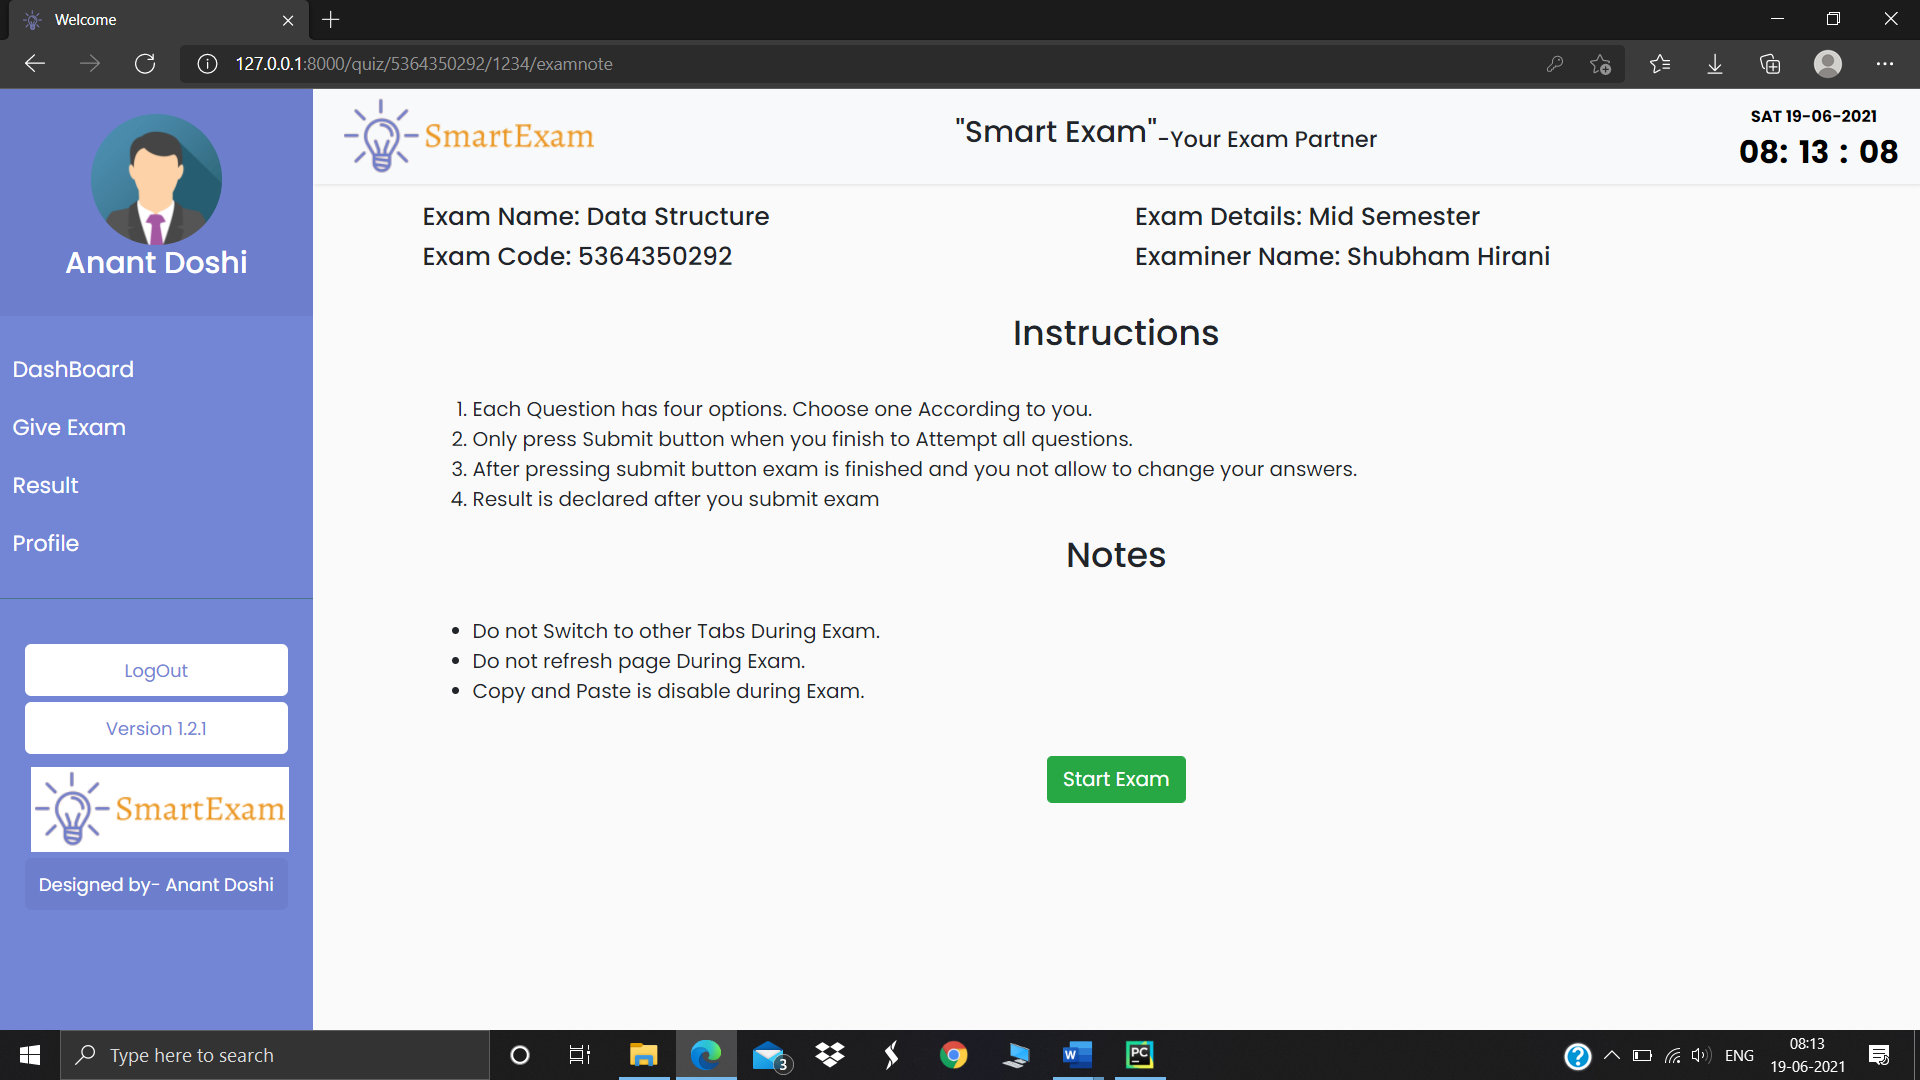 Welcome
127.0.0.1:8000/quiz/5364350292/1234/examnote
Anant Doshi
DashBoard
Give Exam
Result
Profile
LogOut
Version 1.2.1
SmartExam
Designed by- Anant Doshi
SmartExam
"Smart Exam"-Your Exam Partner
SAT 19-06-2021
08: 13 : 08
Exam Name: Data Structure
Exam Details: Mid Semester
Exam Code: 5364350292
Examiner Name: Shubham Hirani
Instructions
1. Each Question has four options. Choose one According to you.
2. Only press Submit button when you finish to Attempt all questions.
3. After pressing submit button exam is finished and you not allow to change your answers.
4. Result is declared after you submit exam
Notes
• Do not Switch to other Tabs During Exam.
• Do not refresh page During Exam.
• Copy and Paste is disable during Exam.
Start Exam
Type here to search
3
W
PC
ENG
08:13
19-06-2021